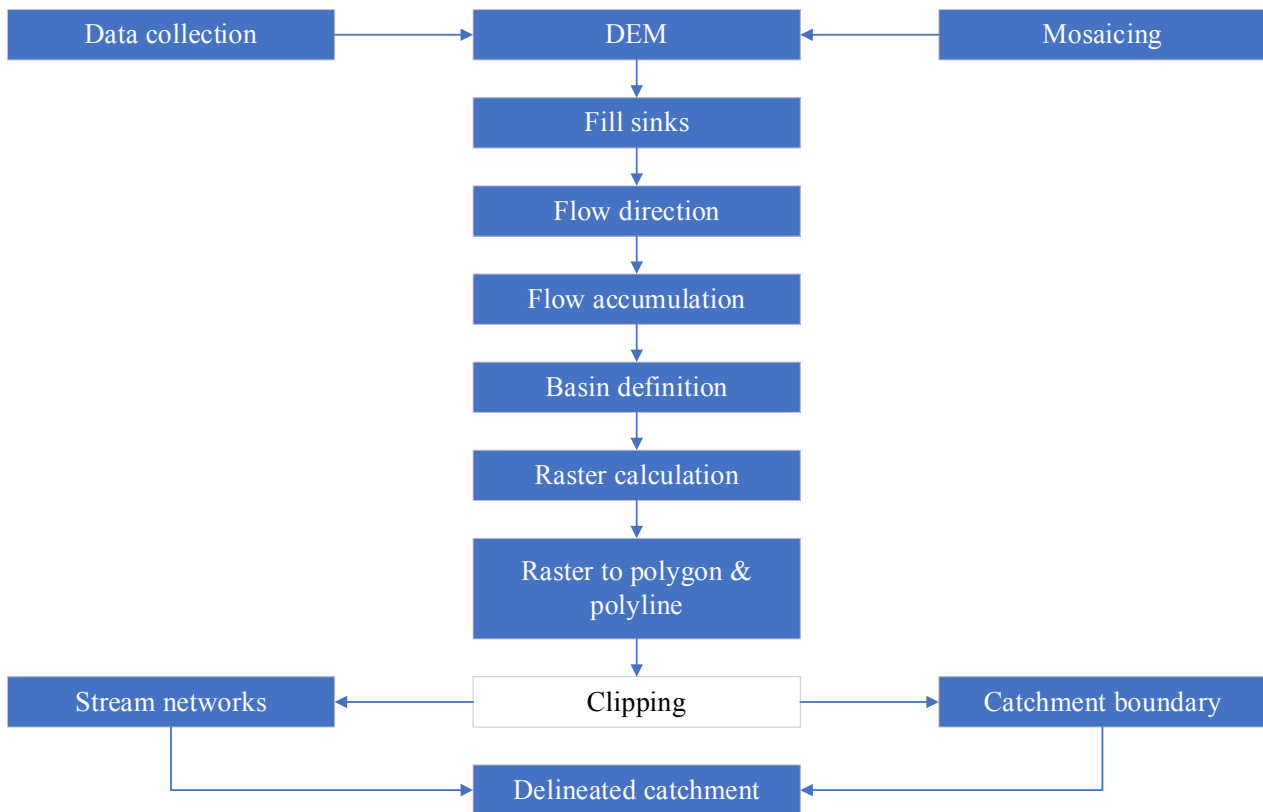 Data collection
DEM
Mosaicing
Fill sinks
Flow direction
Flow accumulation
Basin definition
Raster calculation
Raster to polygon &
polyline
Stream networks
Clipping
Catchment boundary
Delineated catchment